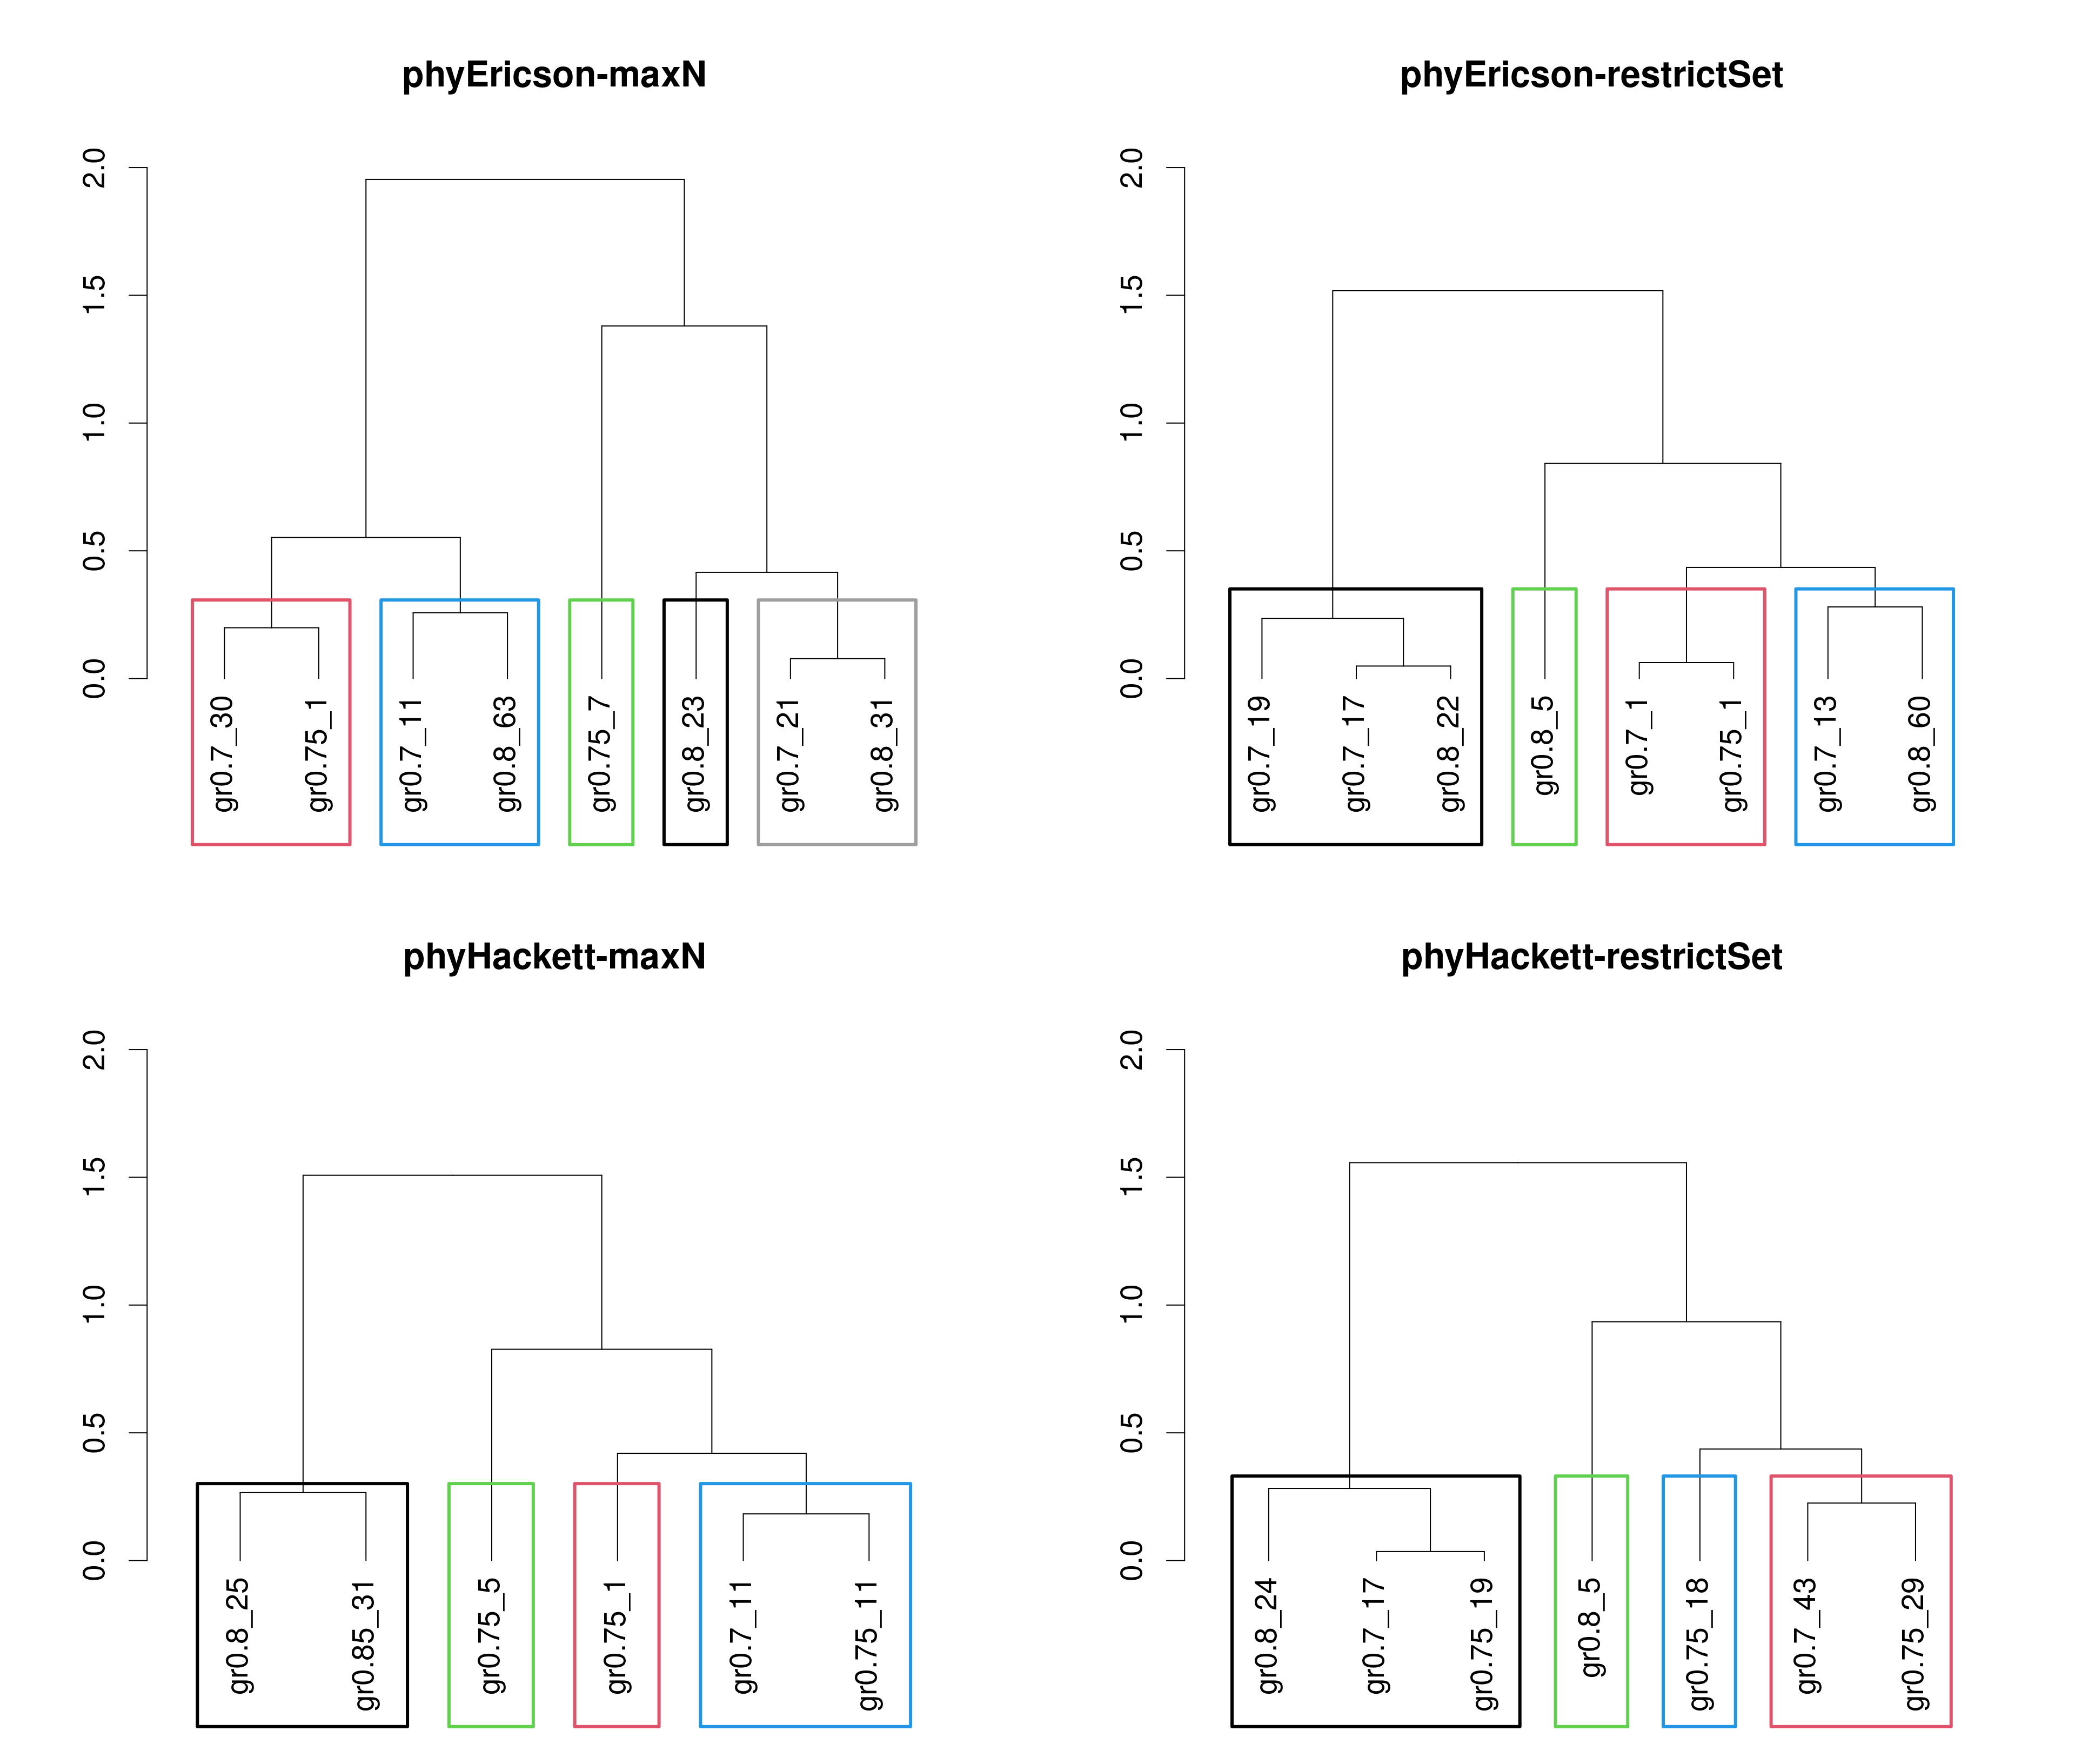 phyEricson-maxN
2.0
1.5
1.0
0.5
0.0
gr0.7_30
gr0.75_1
gr0.7_11
gr0.8_63
gr0.75_7
gr0.8_23
gr0.7_21
gr0.8_31
phyEricson-restrictSet
2.0
1.5
1.0
0.5
0.0
gr0.7_19
gr0.7_17
gr0.8_22
gr0.8_5
gr0.7_1
gr0.75_1
gr0.7_13
gr0.8_60
phyHackett-maxN
2.0
1.5
1.0
0.5
0.0
gr0.8_25
gr0.85_31
gr0.75_5
gr0.75_1
gr0.7_11
gr0.75_11
phyHackett-restrictSet
2.0
1.5
1.0
0.5
0.0
gr0.8_24
gr0.7_17
gr0.75_19
gr0.8_5
gr0.75_18
gr0.7_43
gr0.75_29